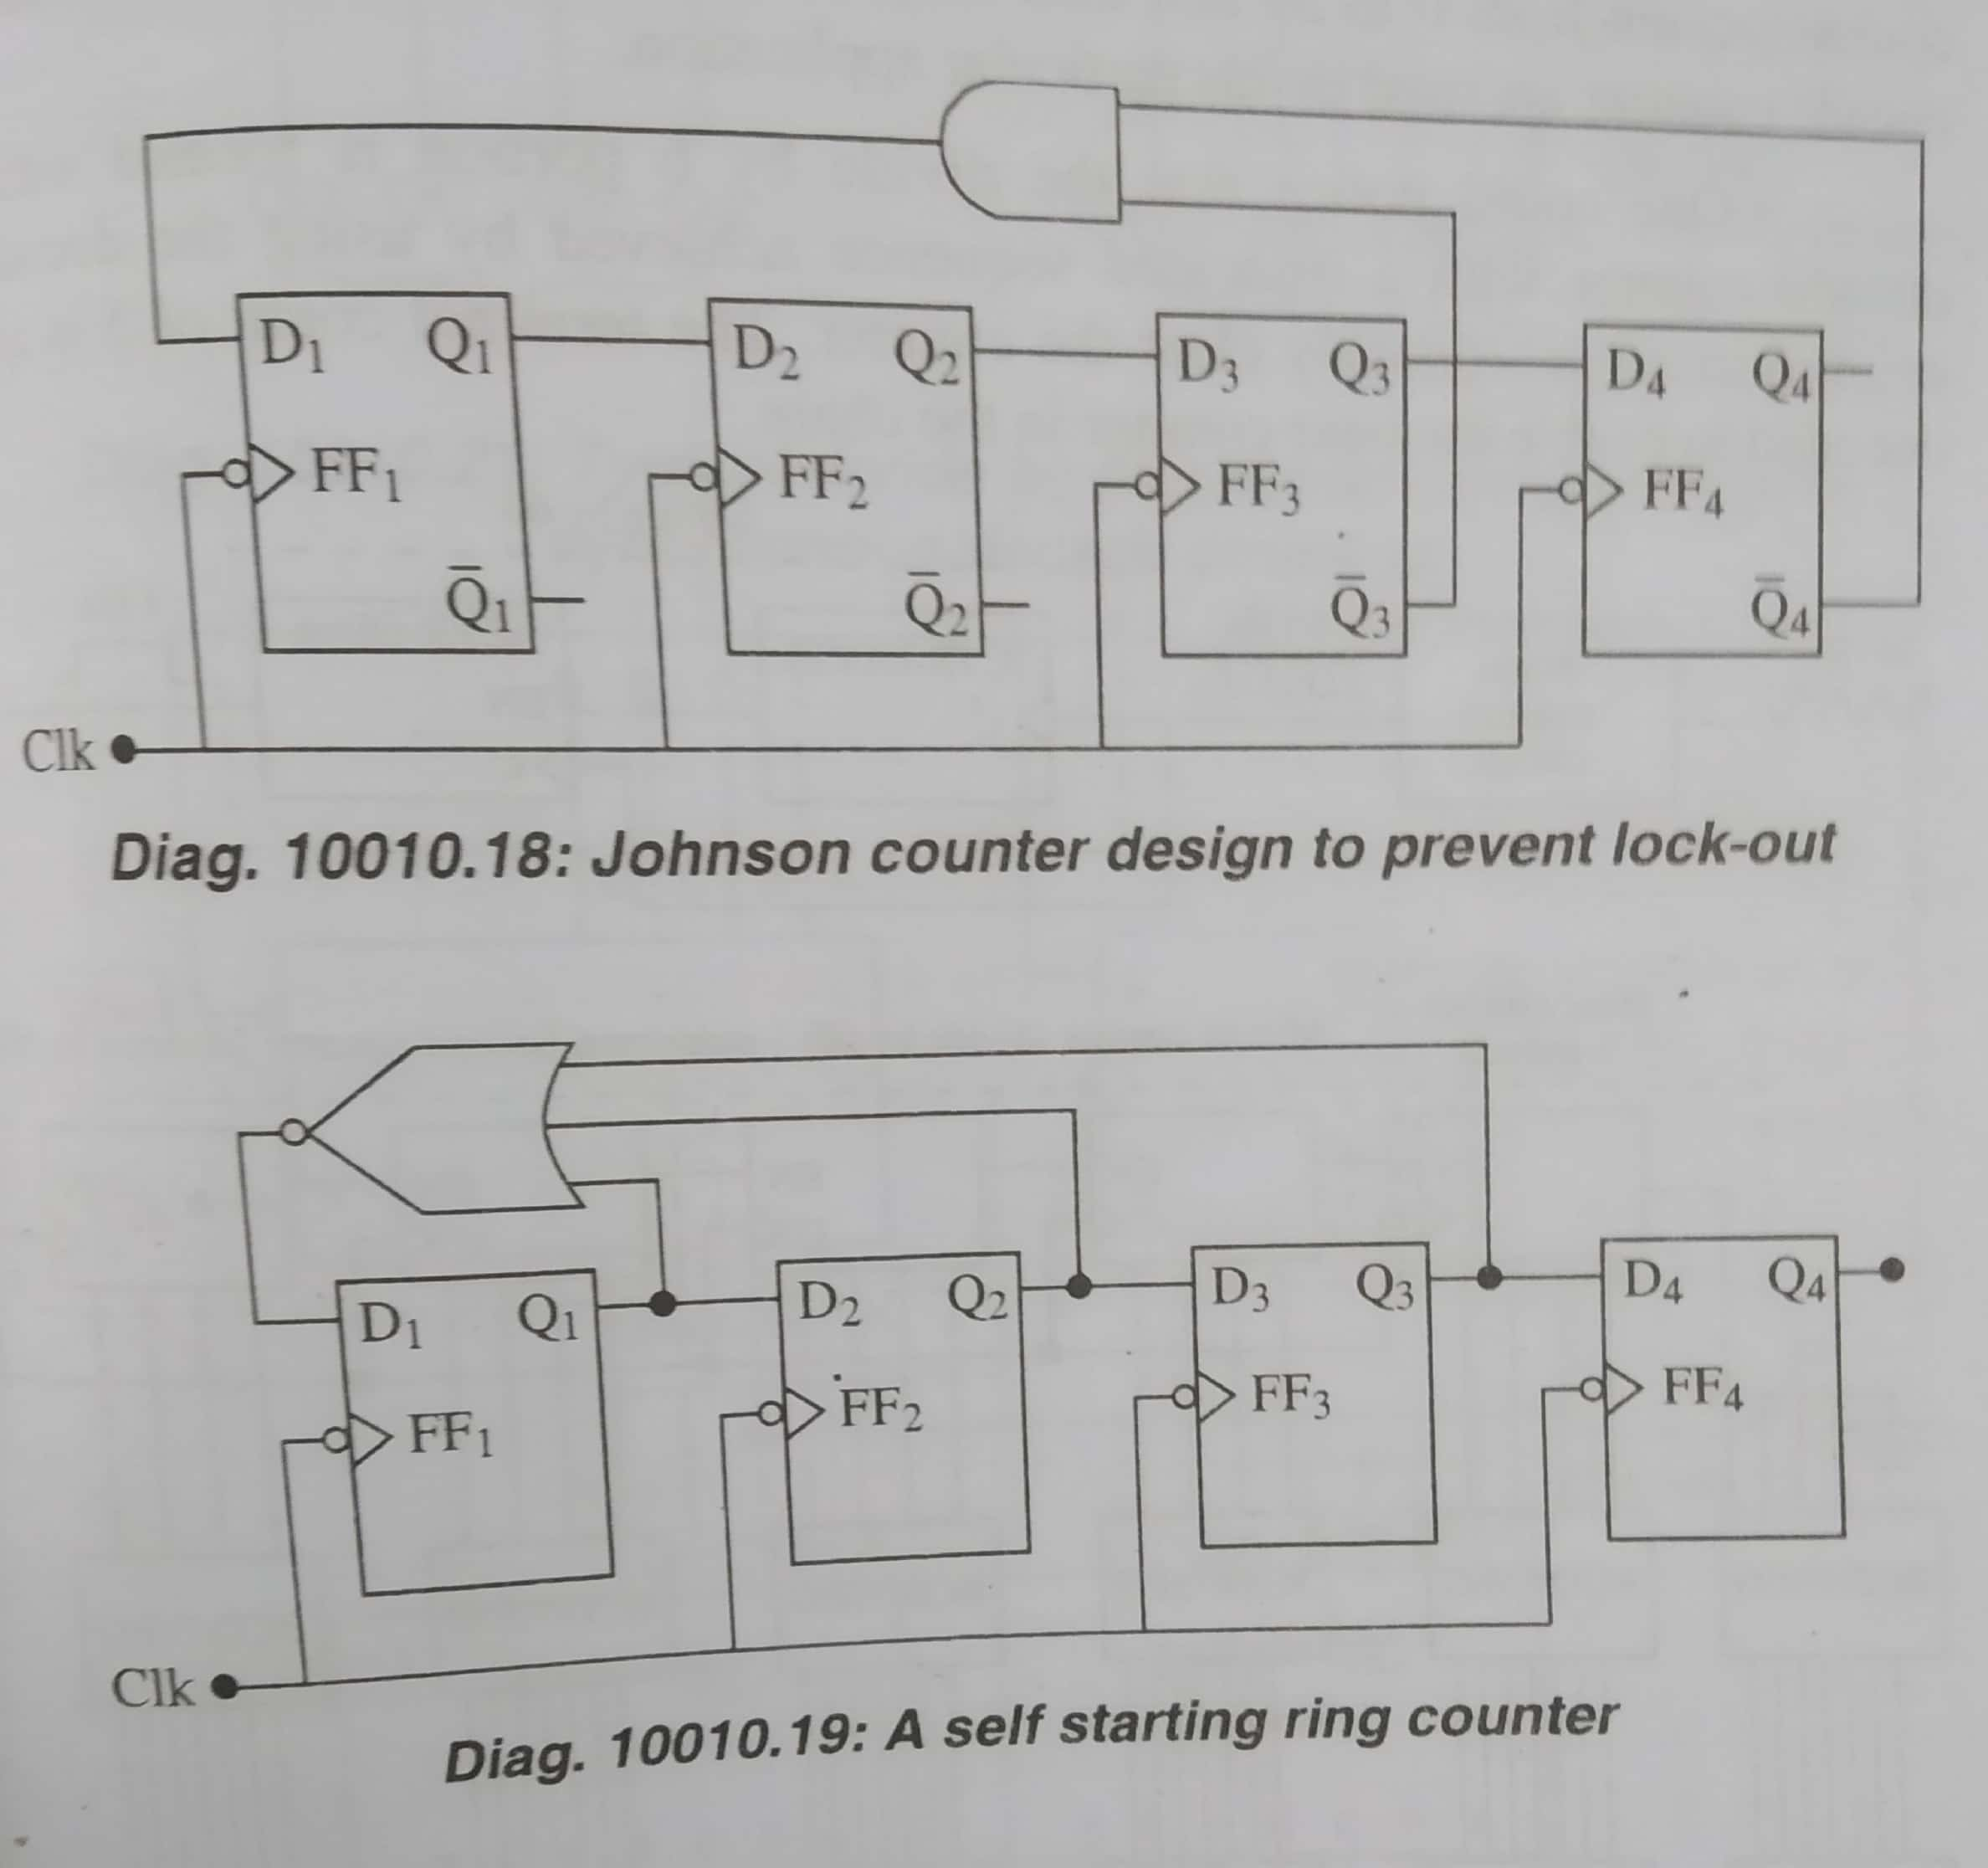 D₁ Q₁ D₂ Q₂ D₃ Q₃ D₄ Q₄
FF₁ FF₂ FF₃ FF₄
Q̅₁ Q̅₂ Q̅₃ Q̅₄
Clk
Diag. 10010.18: Johnson counter design to prevent lock-out
D₁ Q₁ D₂ Q₂ D₃ Q₃ D₄ Q₄
FF₁ FF₂ FF₃ FF₄
Clk
Diag. 10010.19: A self starting ring counter